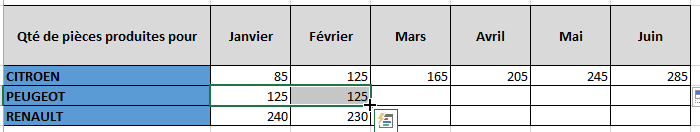 Qté de pièces produites pour Janvier Février Mars Avril Mai Juin
CITROEN 85 125 165 205 245 285
PEUGEOT 125 125
RENAULT 240 230